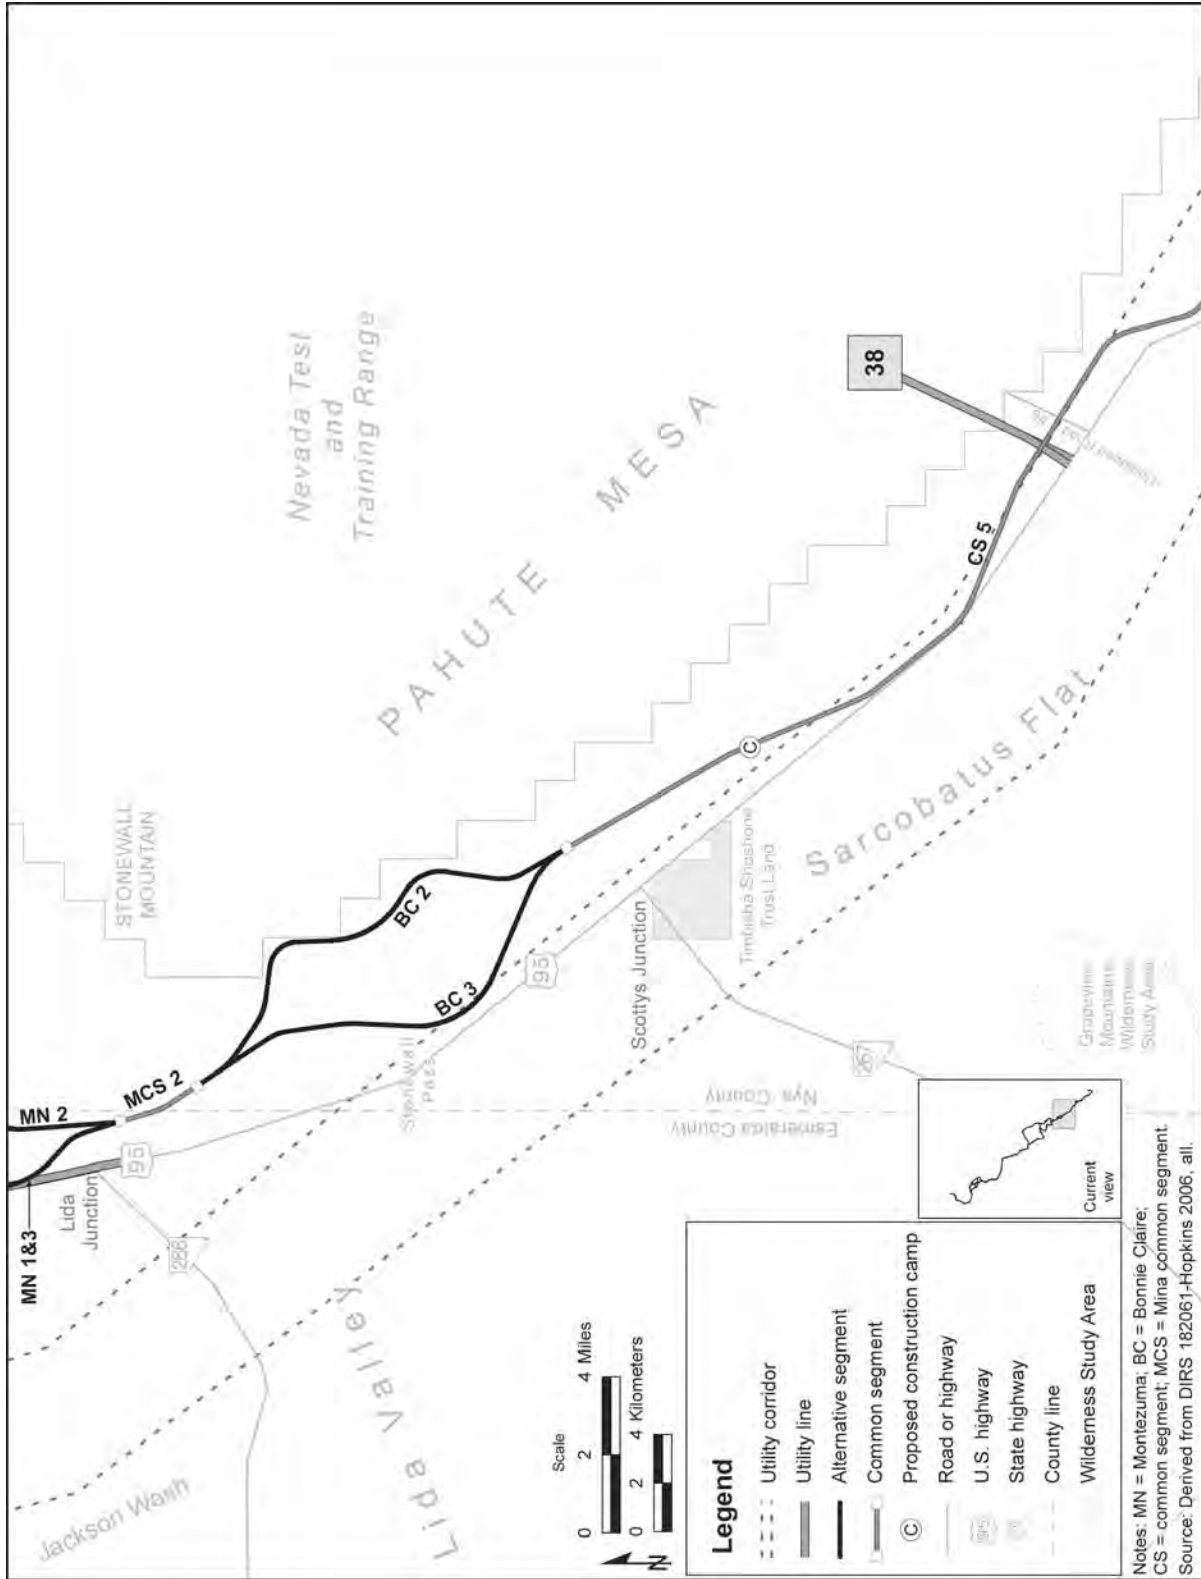 Nevada Test
and
Training Range
STONEWALL
MOUNTAIN
PAHUTE MESA
MN 2
MN 1&3
MCS 2
BC 2
BC 3
CS 5
38
C
Lida
Junction
95
266
Stonewall
Pass
95
Scottys Junction
Timbisha Shoshone
Trust Land
267
Esmeralda County
Nye County
Sarcobatus Flat
Lida Valley
Jackson Wash
Grapevine
Mountains
Wilderness
Study Area
Scale
0 2 4 Miles
0 2 4 Kilometers
N
Legend
Utility corridor
Utility line
Alternative segment
Common segment
C Proposed construction camp
Road or highway
95 U.S. highway
State highway
County line
Wilderness Study Area
Current
view
Notes: MN = Montezuma; BC = Bonnie Claire;
CS = common segment; MCS = Mina common segment.
Source: Derived from DIRS 182061-Hopkins 2006, all.